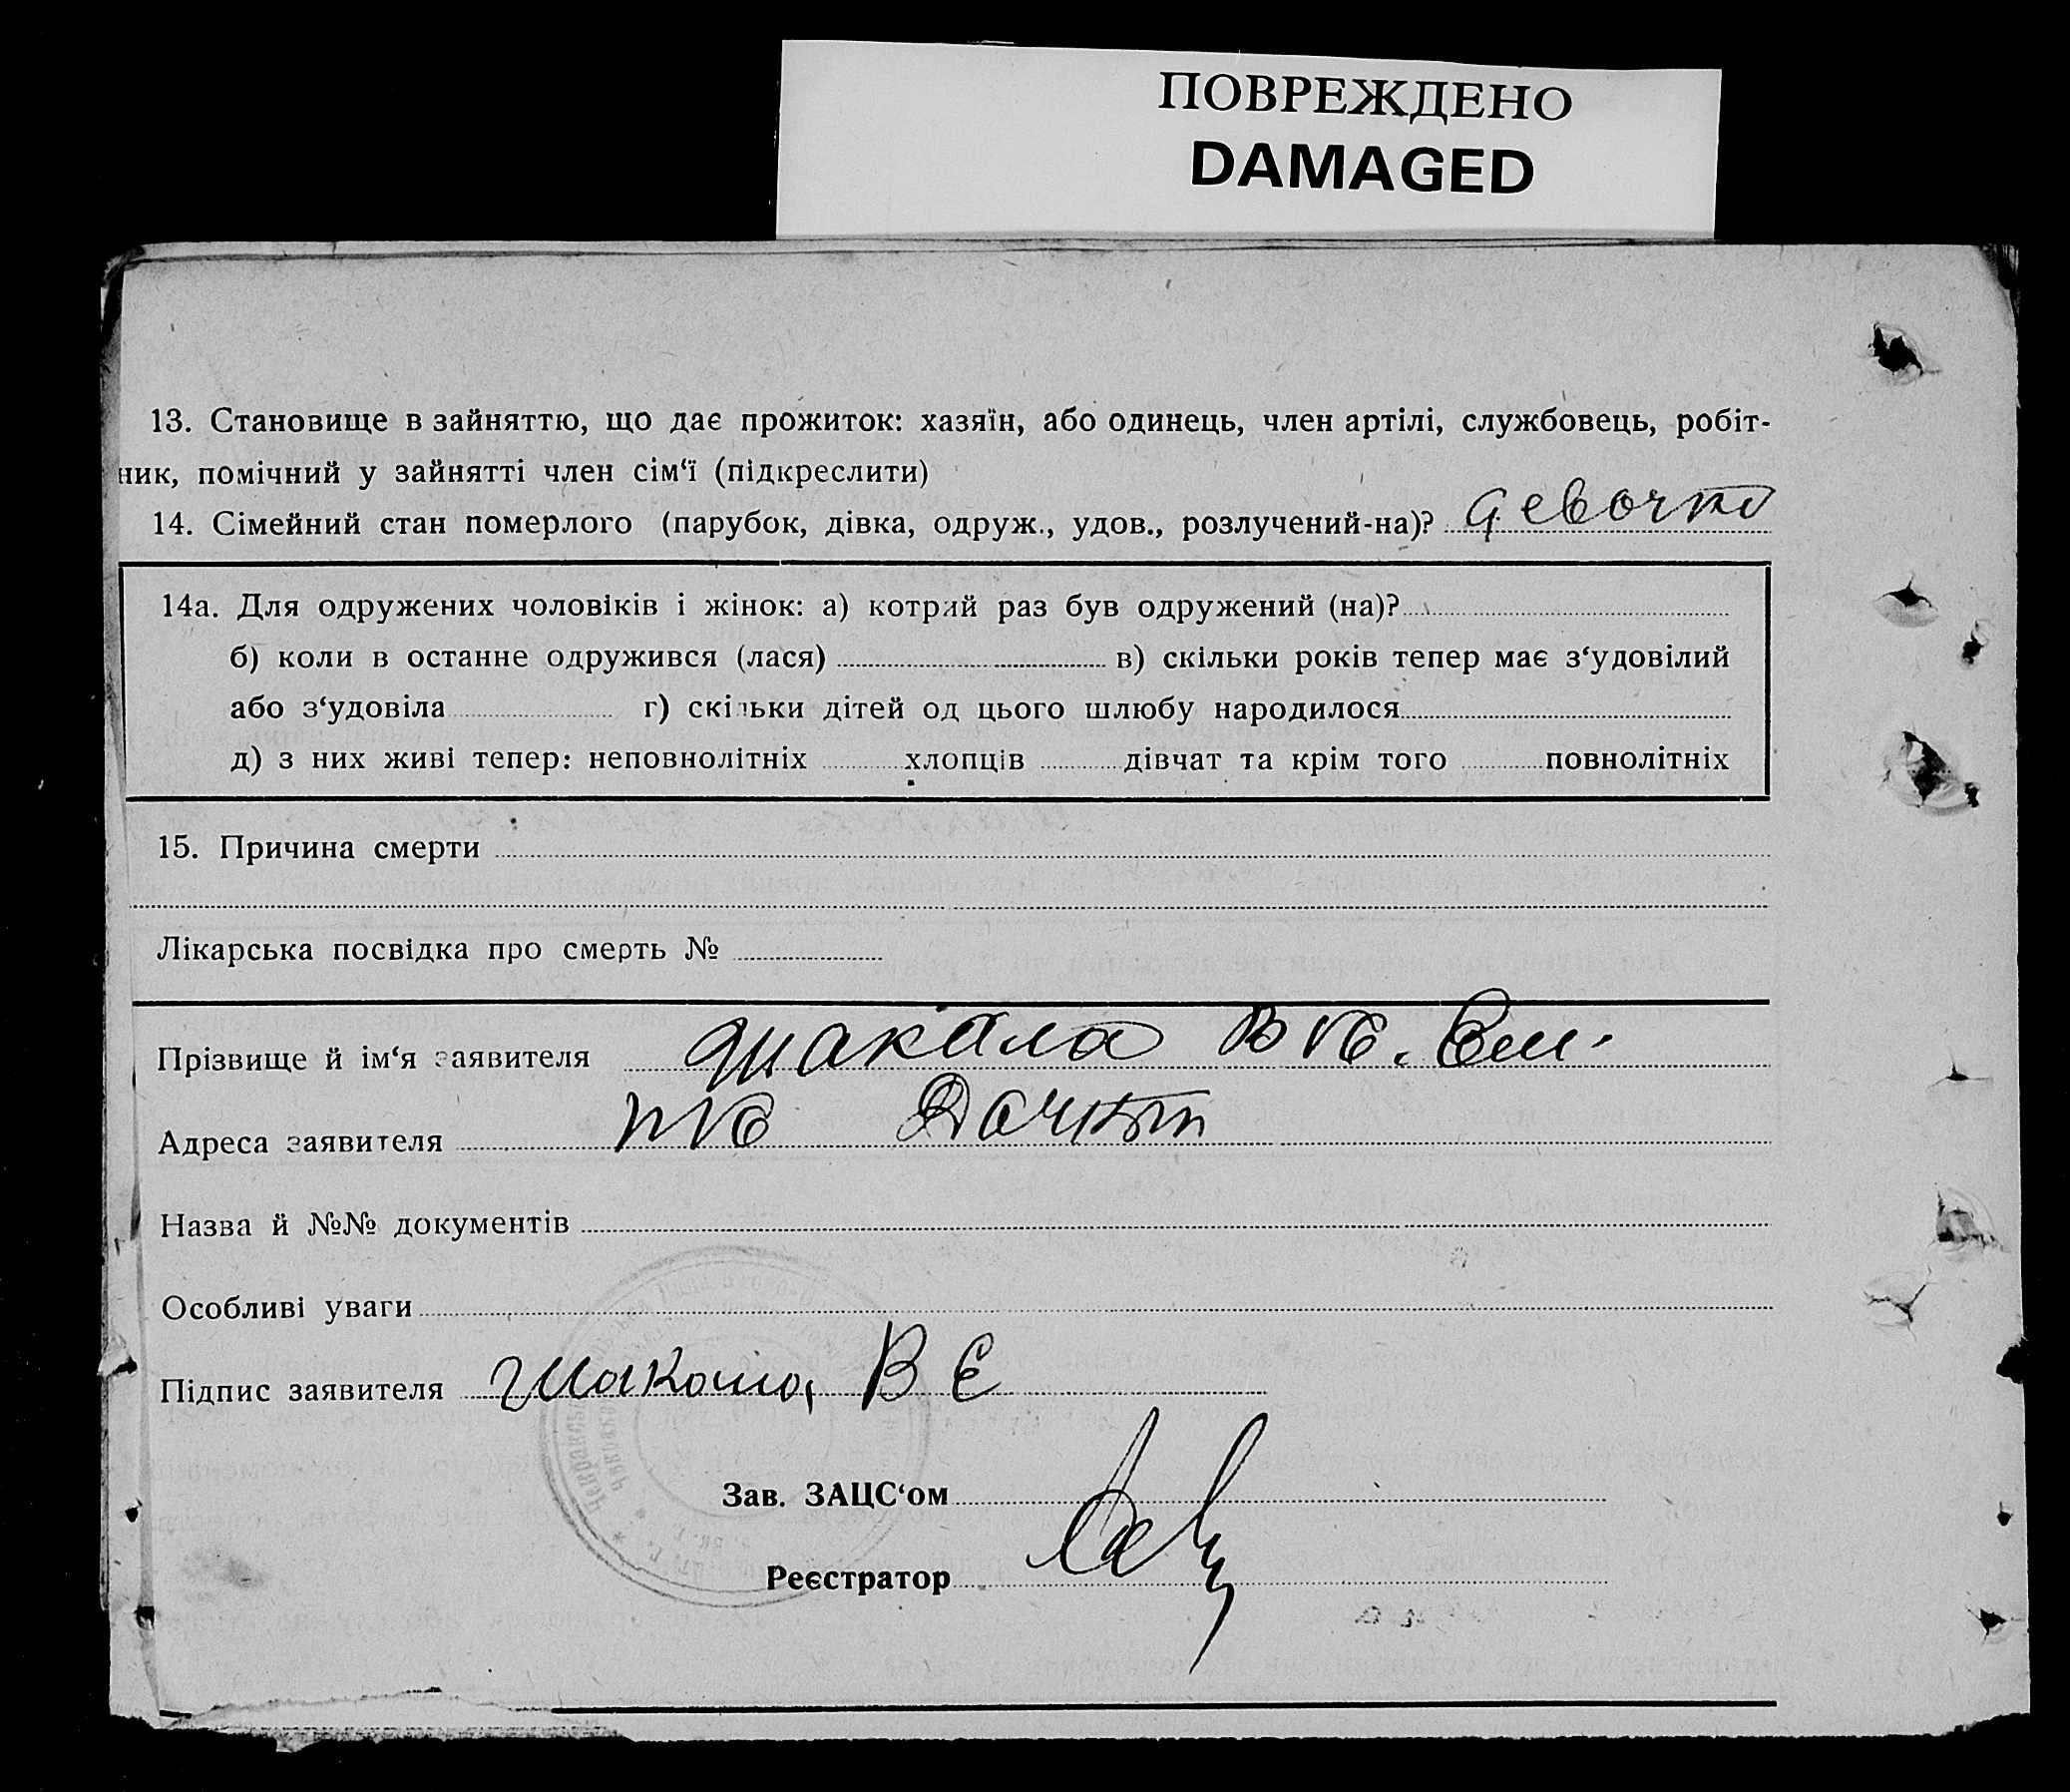 ПОВРЕЖДЕНО
DAMAGED
13. Становище в зайняттю, що дає прожиток: хазяїн, або одинець, член артілі, службовець, робіт-
ник, помічний у зайнятті член сім‘ї (підкреслити)
14. Сімейний стан померлого (парубок, дівка, одруж., удов., розлучений-на)?
14а. Для одружених чоловіків і жінок: а) котрий раз був одружений (на)?
б) коли в останне одружився (лася) в) скільки років тепер має з‘удовілий
або з‘удовіла г) скільки дітей од цього шлюбу народилося
д) з них живі тепер: неповнолітніх хлопців дівчат та крім того повнолітніх
15. Причина смерти
Лікарська посвідка про смерть №
Прізвище й ім‘я заявителя
Адреса заявителя
Назва й №№ документів
Особливі уваги
Підпис заявителя В Є
Зав. ЗАЦС‘ом
Реєстратор